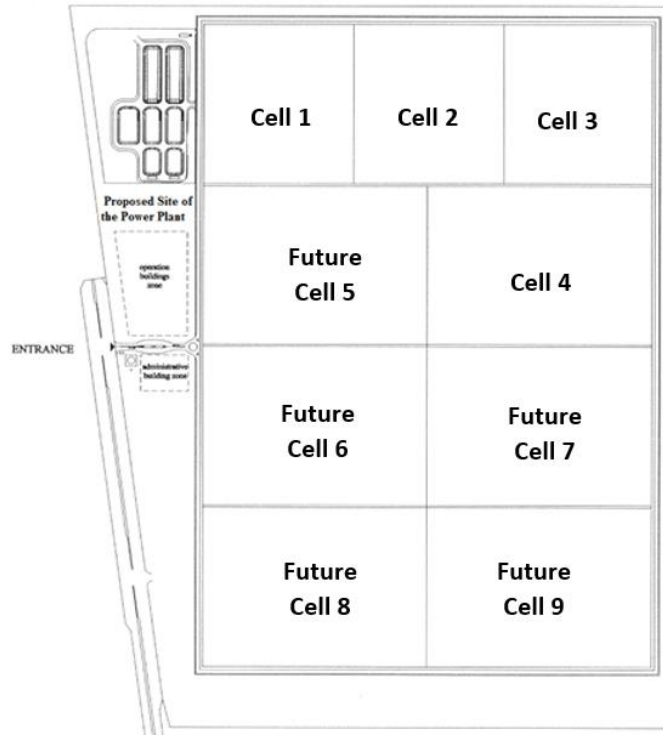 Cell 1
Cell 2
Cell 3
Proposed Site of
the Power Plant
operation
buildings
zone
Future
Cell 5
Cell 4
ENTRANCE
administrative
building zone
Future
Cell 6
Future
Cell 7
Future
Cell 8
Future
Cell 9